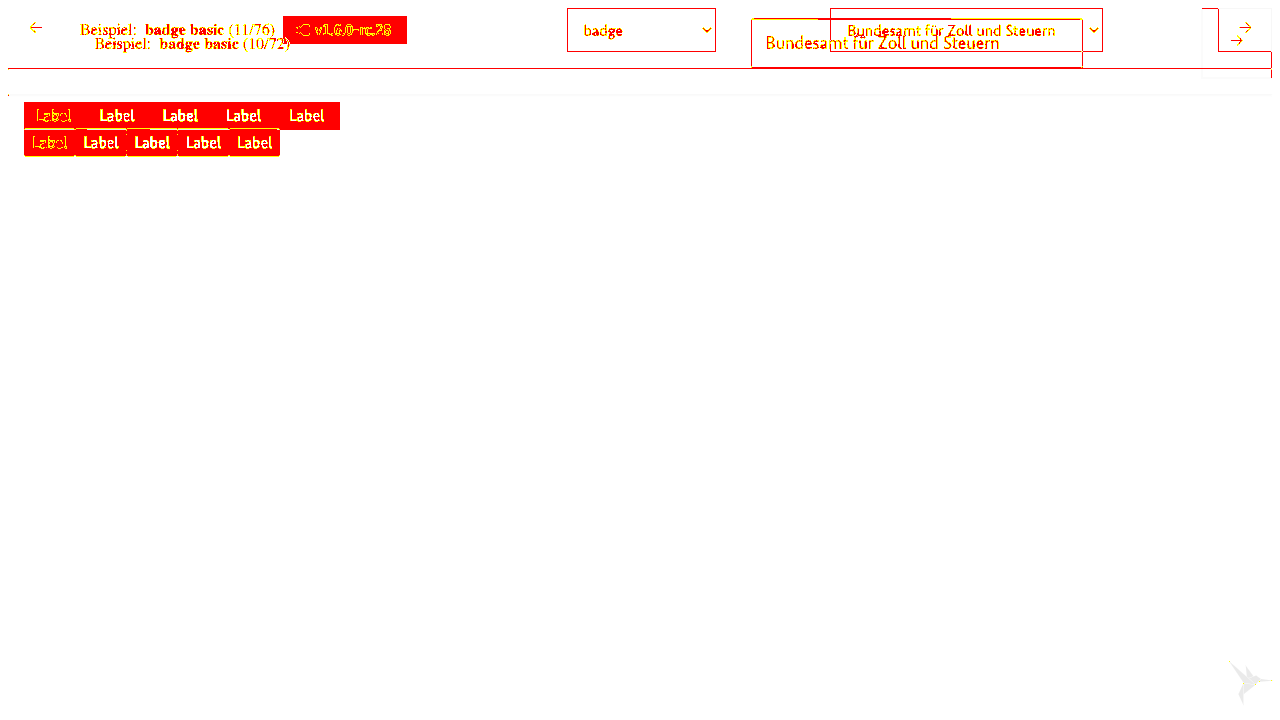 Beispiel: badge basic (11/76) v1.6.0-rc.28 badge Bundesamt für Zoll und Steuern
Beispiel: badge basic (10/72) Bundesamt für Zoll und Steuern
Label Label Label Label Label
Label Label Label Label Label